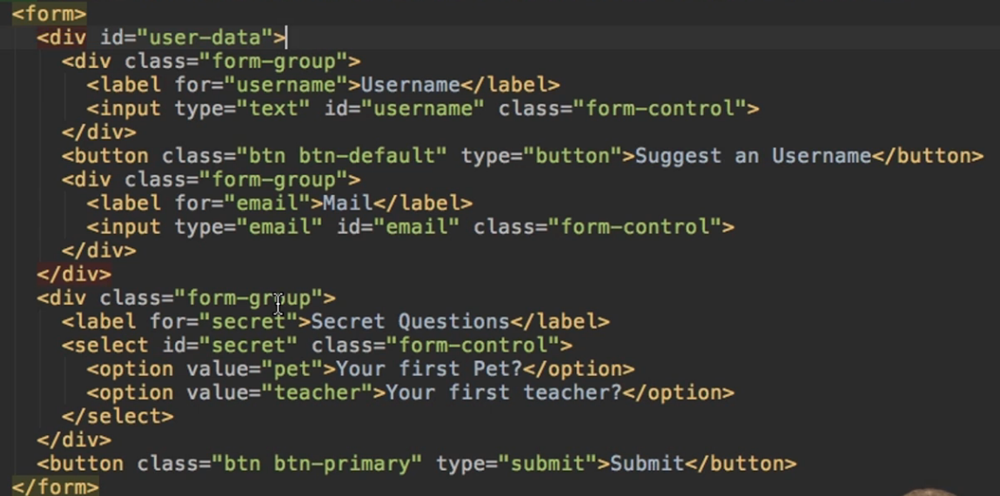 <form>
<div id="user-data">
<div class="form-group">
<label for="username">Username</label>
<input type="text" id="username" class="form-control">
</div>
<button class="btn btn-default" type="button">Suggest an Username</button>
<div class="form-group">
<label for="email">Mail</label>
<input type="email" id="email" class="form-control">
</div>
</div>
<div class="form-group">
<label for="secret">Secret Questions</label>
<select id="secret" class="form-control">
<option value="pet">Your first Pet?</option>
<option value="teacher">Your first teacher?</option>
</select>
</div>
<button class="btn btn-primary" type="submit">Submit</button>
</form>